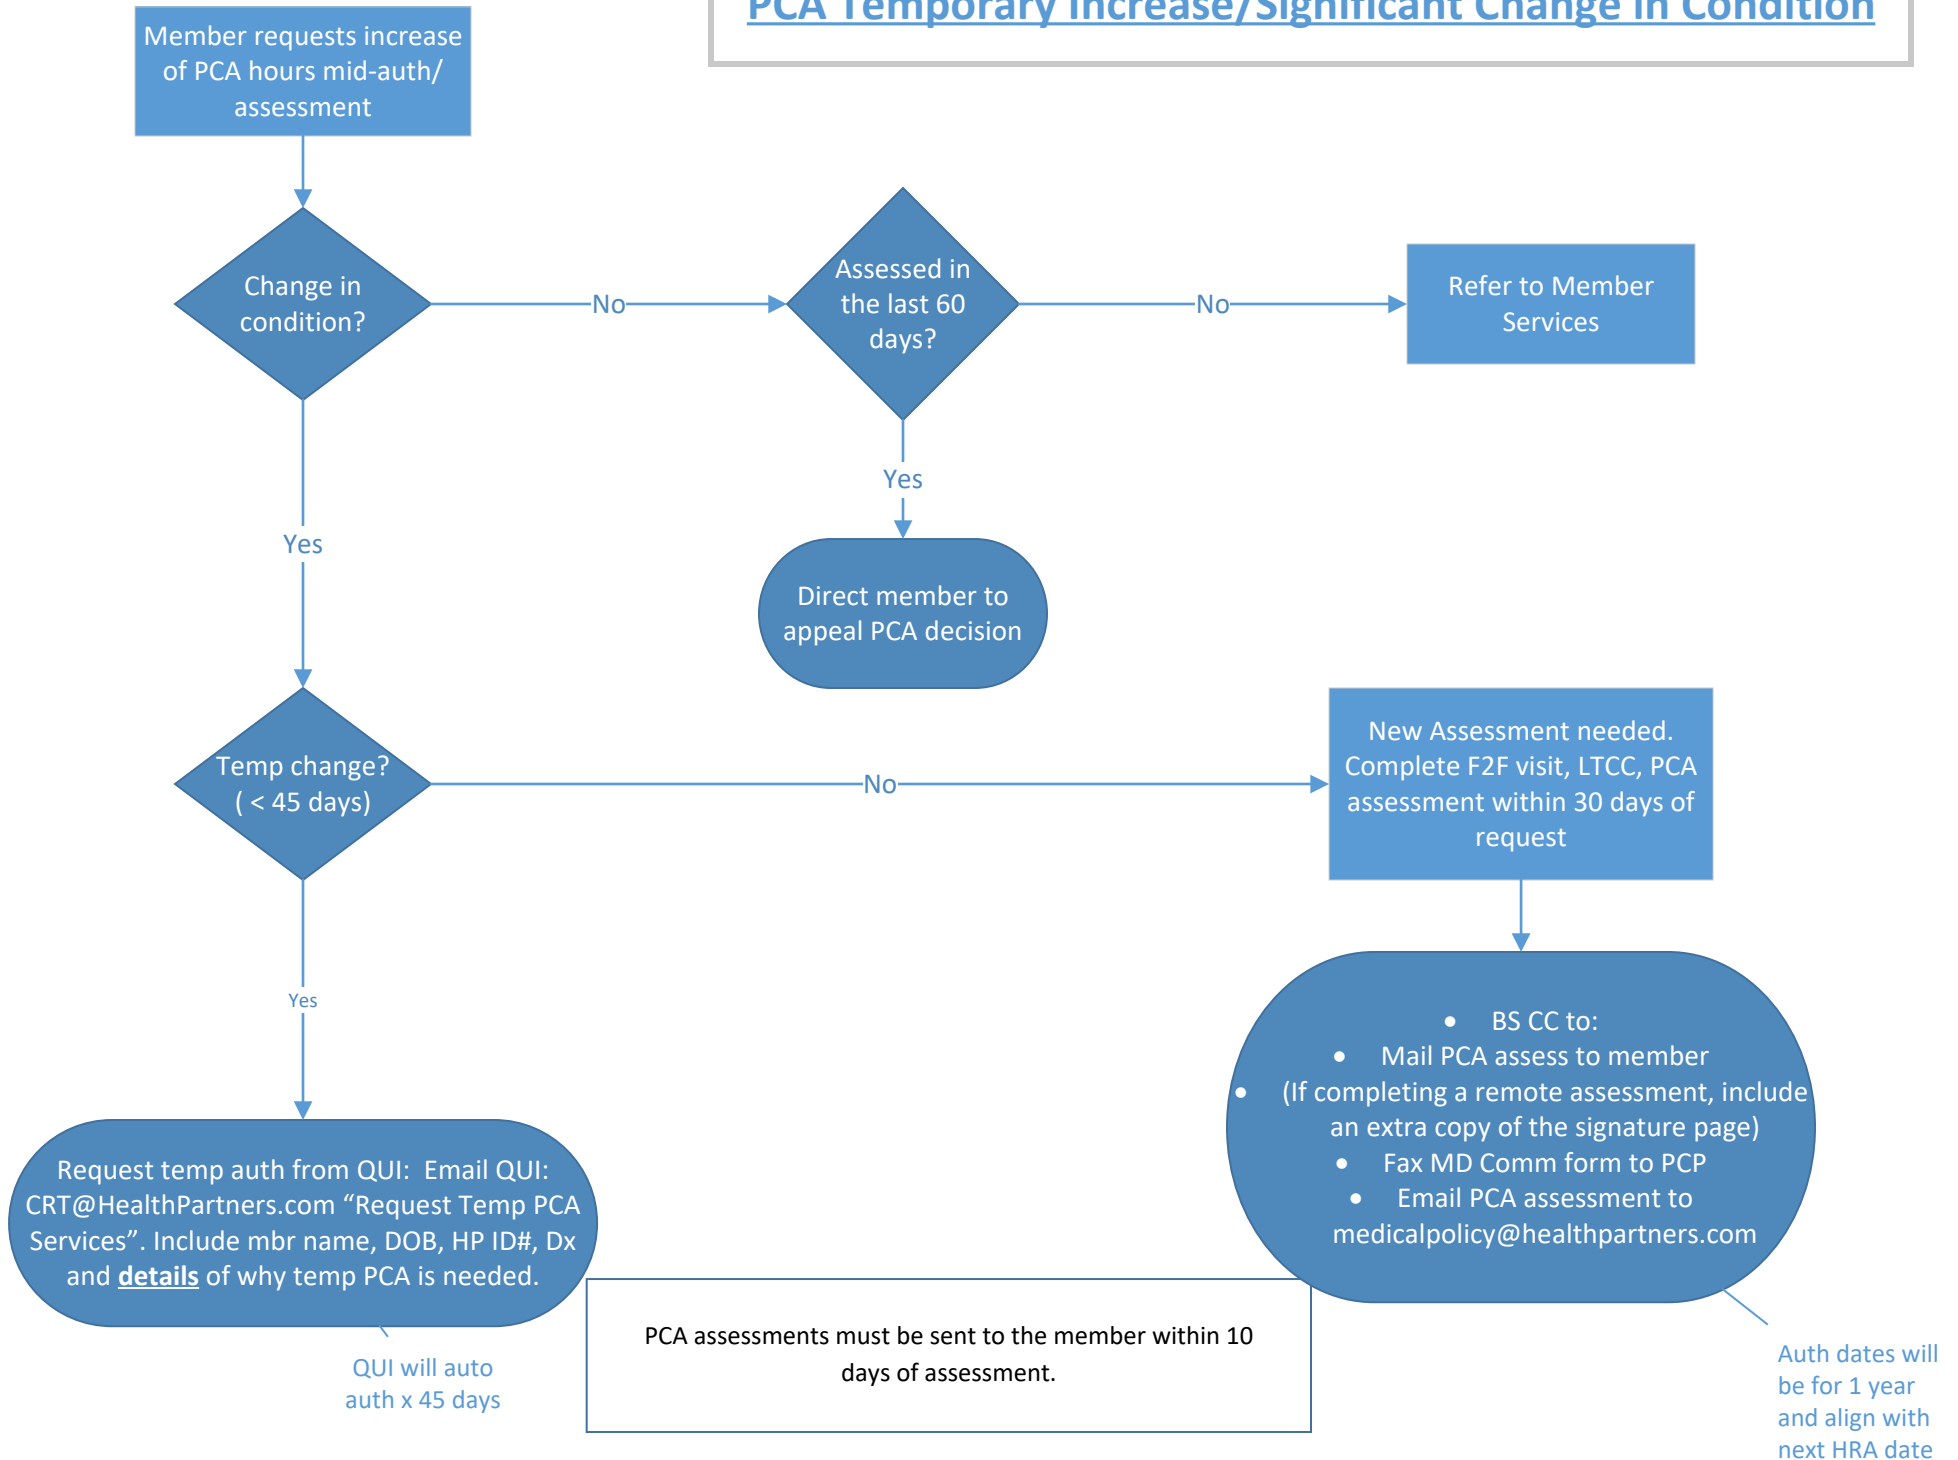 PCA Temporary Increase/Significant Change in Condition
Member requests increase
of PCA hours mid-auth/
assessment
Change in
condition?
No
Assessed in
the last 60
days?
No
Refer to Member
Services
Yes
Yes
Direct member to
appeal PCA decision
Temp change?
( < 45 days)
No
New Assessment needed.
Complete F2F visit, LTCC, PCA
assessment within 30 days of
request
Yes
• BS CC to:
• Mail PCA assess to member
• (If completing a remote assessment, include
an extra copy of the signature page)
• Fax MD Comm form to PCP
• Email PCA assessment to
medicalpolicy@healthpartners.com
Request temp auth from QUI:  Email QUI:
CRT@HealthPartners.com “Request Temp PCA
Services”. Include mbr name, DOB, HP ID#, Dx
and details of why temp PCA is needed.
QUI will auto
auth x 45 days
PCA assessments must be sent to the member within 10
days of assessment.
Auth dates will
be for 1 year
and align with
next HRA date